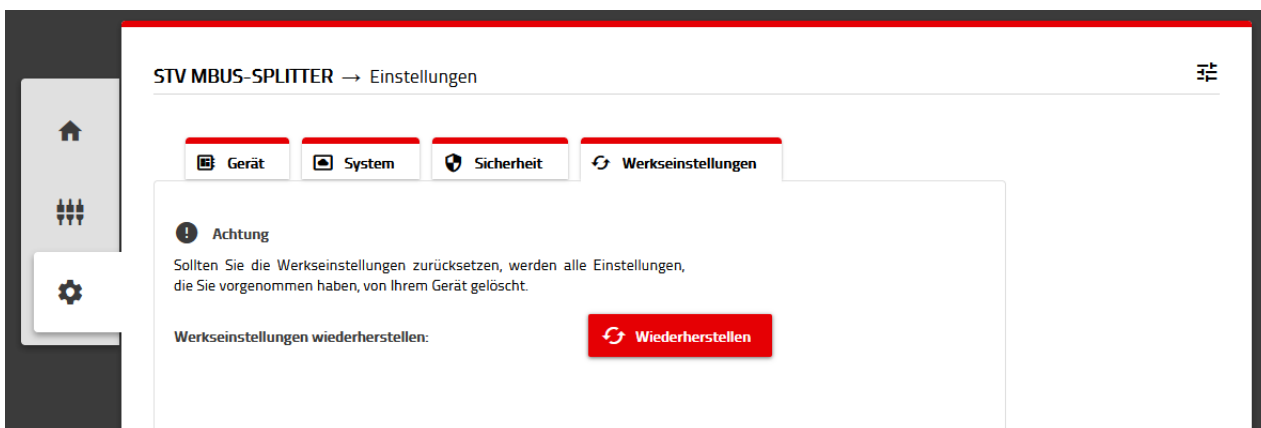 STV MBUS-SPLITTER → Einstellungen
Gerät System Sicherheit Werkseinstellungen
Achtung
Sollten Sie die Werkseinstellungen zurücksetzen, werden alle Einstellungen,
die Sie vorgenommen haben, von Ihrem Gerät gelöscht.
Werkseinstellungen wiederherstellen: Wiederherstellen